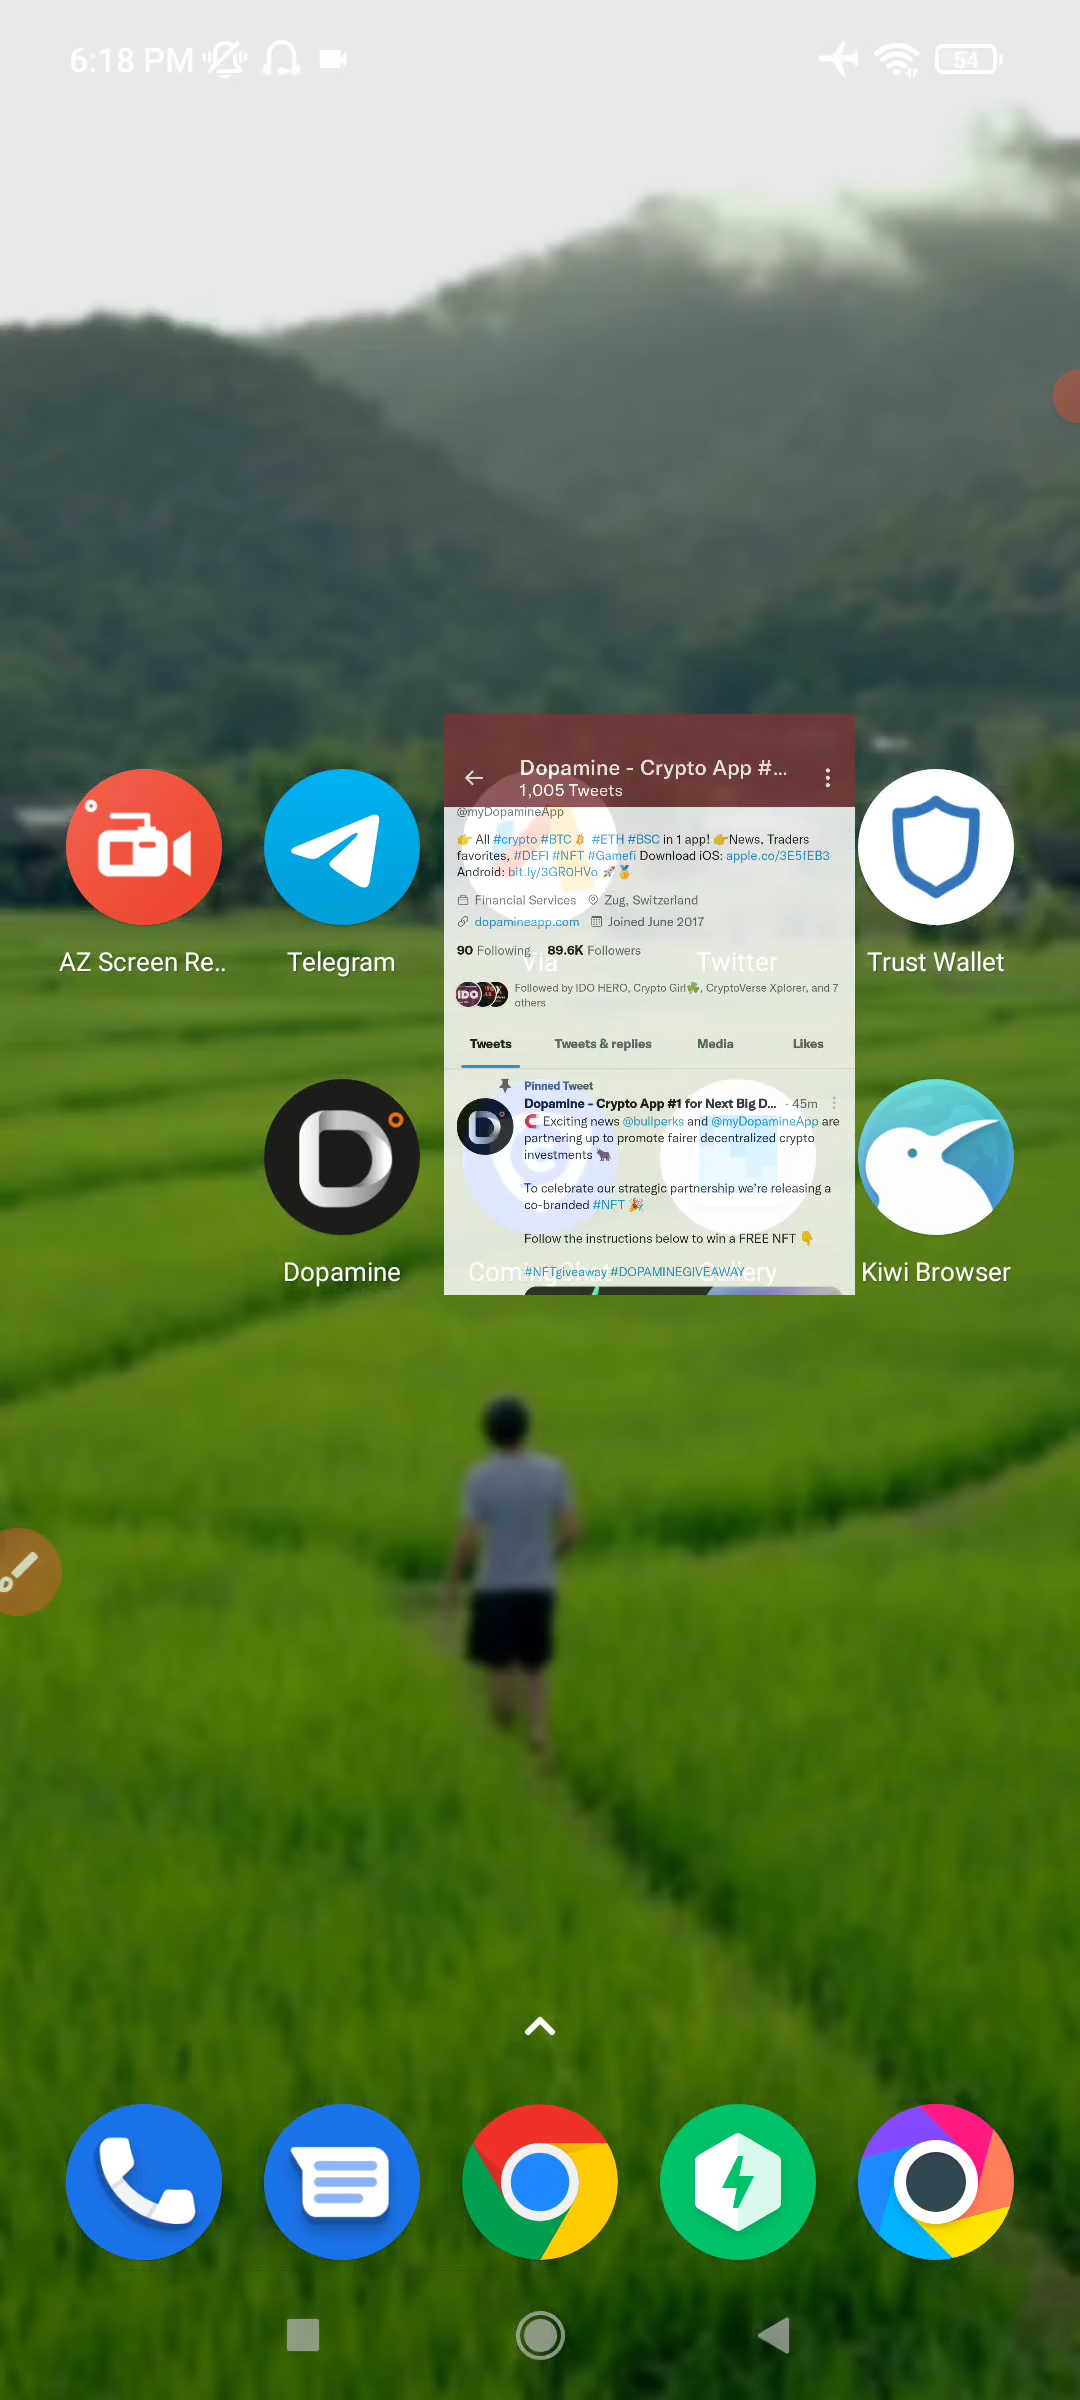 6:18 PM
54
Dopamine - Crypto App #...
1,005 Tweets
@myDopamineApp
👉 All #crypto #BTC ₿ #ETH #BSC in 1 app! 👉News, Traders
favorites, #DEFI #NFT #Gamefi Download iOS: apple.co/3E5fEB3
Android: bit.ly/3GRQHVo 🚀🥇
Financial Services Zug, Switzerland
dopamineapp.com Joined June 2017
90 Following 89.6K Followers
Followed by IDO HERO, Crypto Girl☘️, CryptoVerse Xplorer, and 7
others
Tweets Tweets & replies Media Likes
Pinned Tweet
Dopamine - Crypto App #1 for Next Big D... · 45m
🧲 Exciting news @bullperks and @myDopamineApp are
partnering up to promote fairer decentralized crypto
investments 🐂
To celebrate our strategic partnership we're releasing a
co-branded #NFT 🎉
Follow the instructions below to win a FREE NFT 👇
#NFTgiveaway #DOPAMINEGIVEAWAY
AZ Screen Re.. Telegram Via Twitter Trust Wallet
Dopamine ComingChat Gallery Kiwi Browser